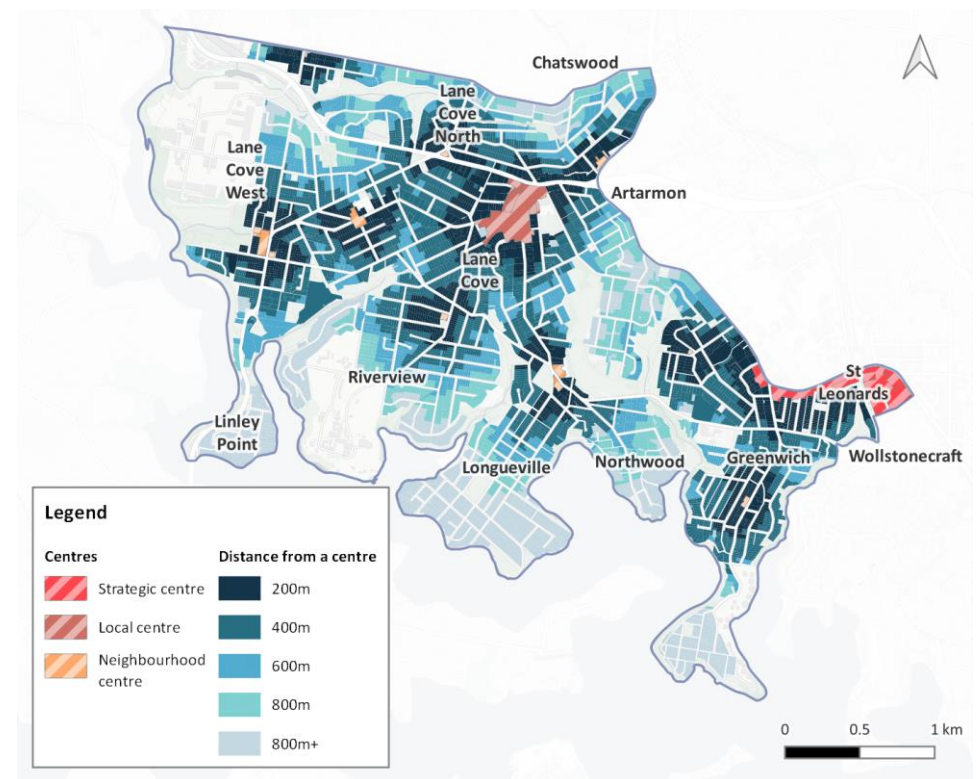 Chatswood
Lane
Cove
North
Lane
Cove
West
Artarmon
Lane
Cove
St
Leonards
Riverview
Linley
Point
Longueville
Northwood
Greenwich
Wollstonecraft
Legend
Centres
Strategic centre
Local centre
Neighbourhood
centre
Distance from a centre
200m
400m
600m
800m
800m+
0 0.5 1 km